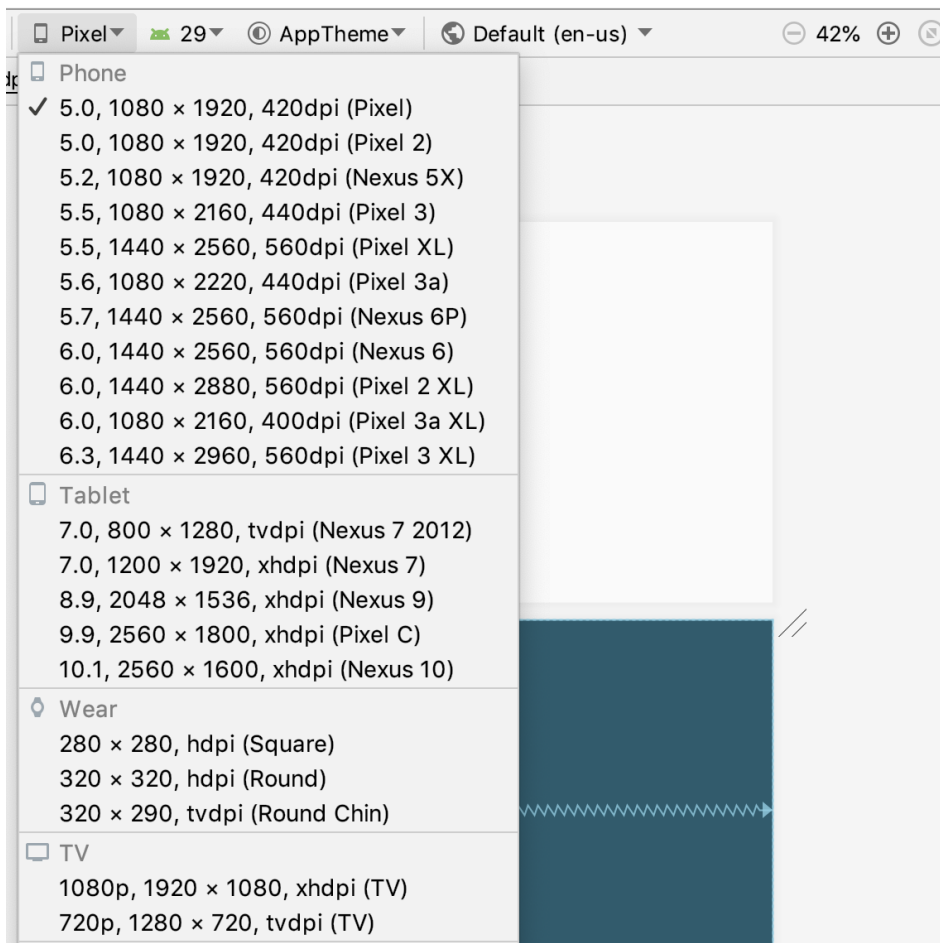 Pixel 29 AppTheme Default (en-us) 42%
Phone
5.0, 1080 × 1920, 420dpi (Pixel)
5.0, 1080 × 1920, 420dpi (Pixel 2)
5.2, 1080 × 1920, 420dpi (Nexus 5X)
5.5, 1080 × 2160, 440dpi (Pixel 3)
5.5, 1440 × 2560, 560dpi (Pixel XL)
5.6, 1080 × 2220, 440dpi (Pixel 3a)
5.7, 1440 × 2560, 560dpi (Nexus 6P)
6.0, 1440 × 2560, 560dpi (Nexus 6)
6.0, 1440 × 2880, 560dpi (Pixel 2 XL)
6.0, 1080 × 2160, 400dpi (Pixel 3a XL)
6.3, 1440 × 2960, 560dpi (Pixel 3 XL)
Tablet
7.0, 800 × 1280, tvdpi (Nexus 7 2012)
7.0, 1200 × 1920, xhdpi (Nexus 7)
8.9, 2048 × 1536, xhdpi (Nexus 9)
9.9, 2560 × 1800, xhdpi (Pixel C)
10.1, 2560 × 1600, xhdpi (Nexus 10)
Wear
280 × 280, hdpi (Square)
320 × 320, hdpi (Round)
320 × 290, tvdpi (Round Chin)
TV
1080p, 1920 × 1080, xhdpi (TV)
720p, 1280 × 720, tvdpi (TV)